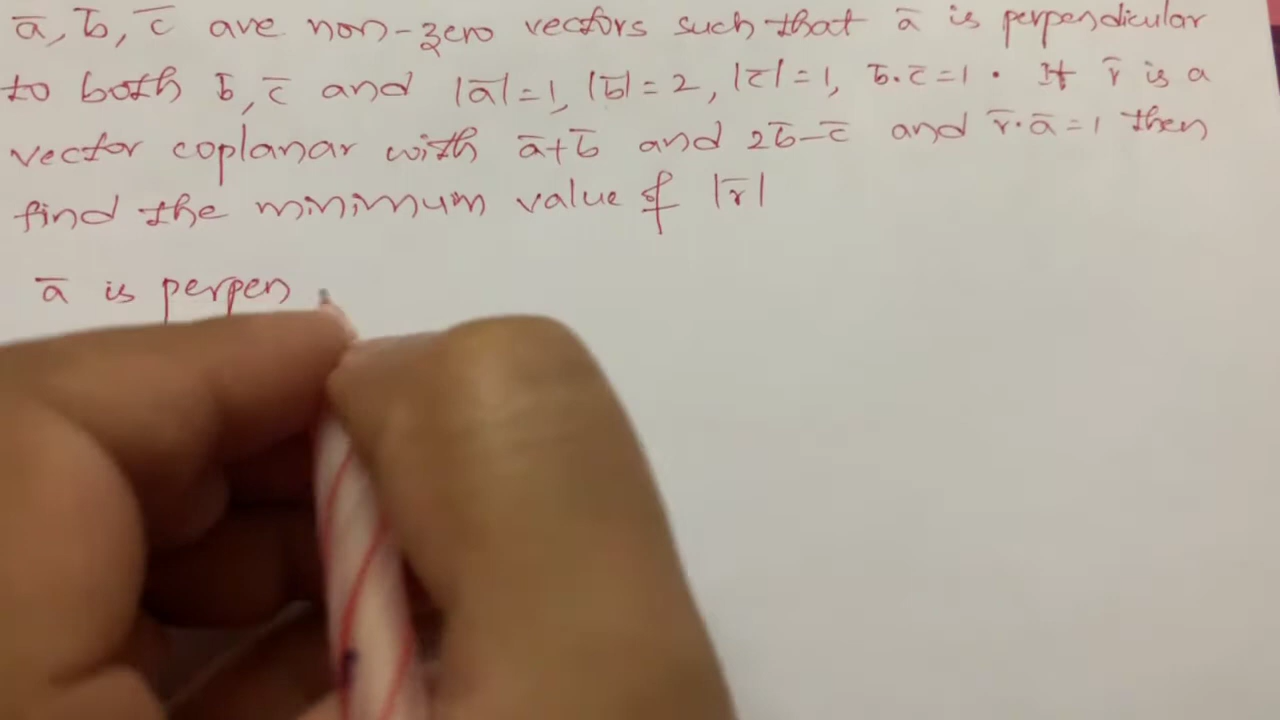 a̅, b̅, c̅ are non-zero vectors such that a̅ is perpendicular
to both b̅, c̅ and |a̅|=1, |b̅|=2, |c̅|=1, b̅.c̅=1. If r̅ is a
vector coplanar with a̅+b̅ and 2b̅-c̅ and r̅.a̅=1 then
find the minimum value of |r̅|
a̅ is perpen